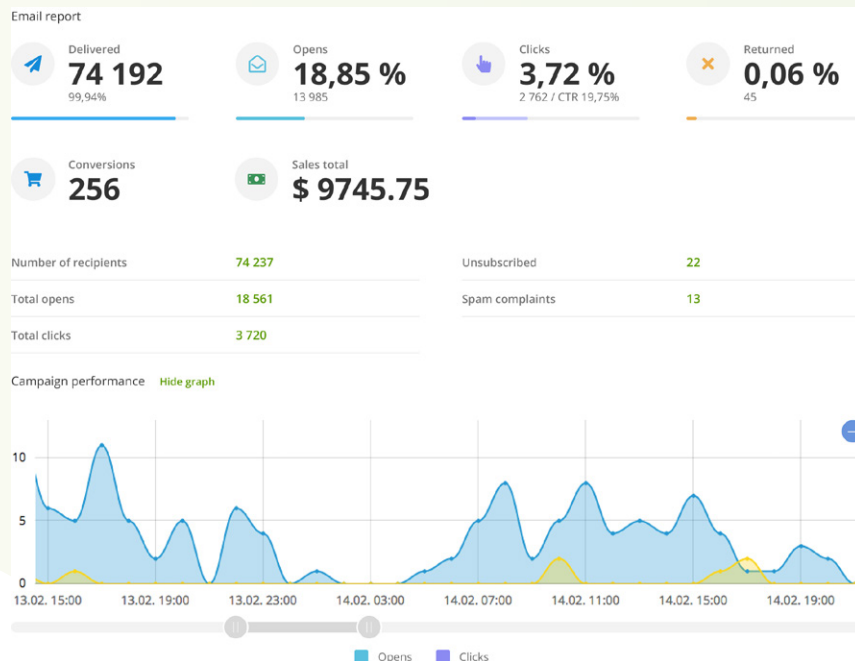 Email report
Delivered
74 192
99,94%
Opens
18,85 %
13 985
Clicks
3,72 %
2 762 / CTR 19,75%
Returned
0,06 %
45
Conversions
256
Sales total
$ 9745.75
Number of recipients 74 237
Unsubscribed 22
Total opens 18 561
Spam complaints 13
Total clicks 3 720
Campaign performance Hide graph
10
5
0
13.02. 15:00 13.02. 19:00 13.02. 23:00 14.02. 03:00 14.02. 07:00 14.02. 11:00 14.02. 15:00 14.02. 19:00
Opens Clicks